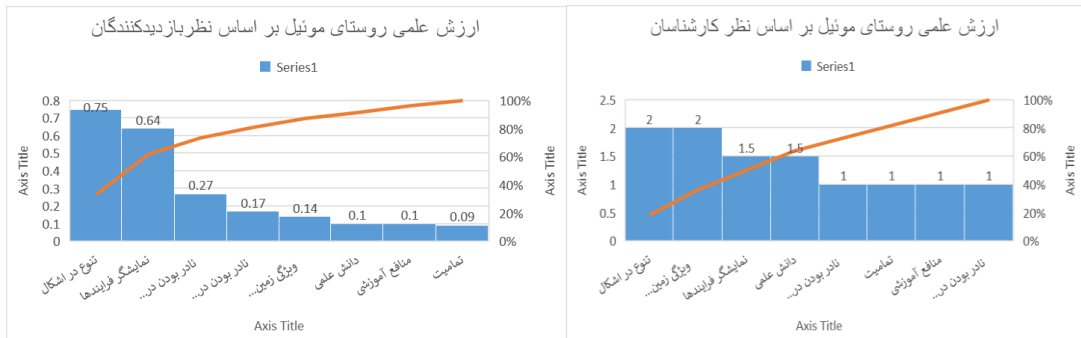 ارزش علمی روستای موئیل بر اساس نظربازدیدکنندگان
Series1
0.8
0.7
0.6
0.5
0.4
0.3
0.2
0.1
0
Axis Title
0.75
0.64
0.27
0.17
0.14
0.1
0.1
0.09
100%
80%
60%
40%
20%
0%
Axis Title
تنوع در اشکال
نمایشگر فرایندها
نادر بودن در...
نادر بودن در...
ویژگی زمین...
دانش علمی
منافع آموزشی
تمامیت
Axis Title
ارزش علمی روستای موئیل بر اساس نظر کارشناسان
Series1
2.5
2
1.5
1
0.5
0
Axis Title
2
2
1.5
1.5
1
1
1
1
100%
80%
60%
40%
20%
0%
Axis Title
تنوع در اشکال
ویژگی زمین...
نمایشگر فرایندها
دانش علمی
نادر بودن در...
تمامیت
منافع آموزشی
نادر بودن در...
Axis Title